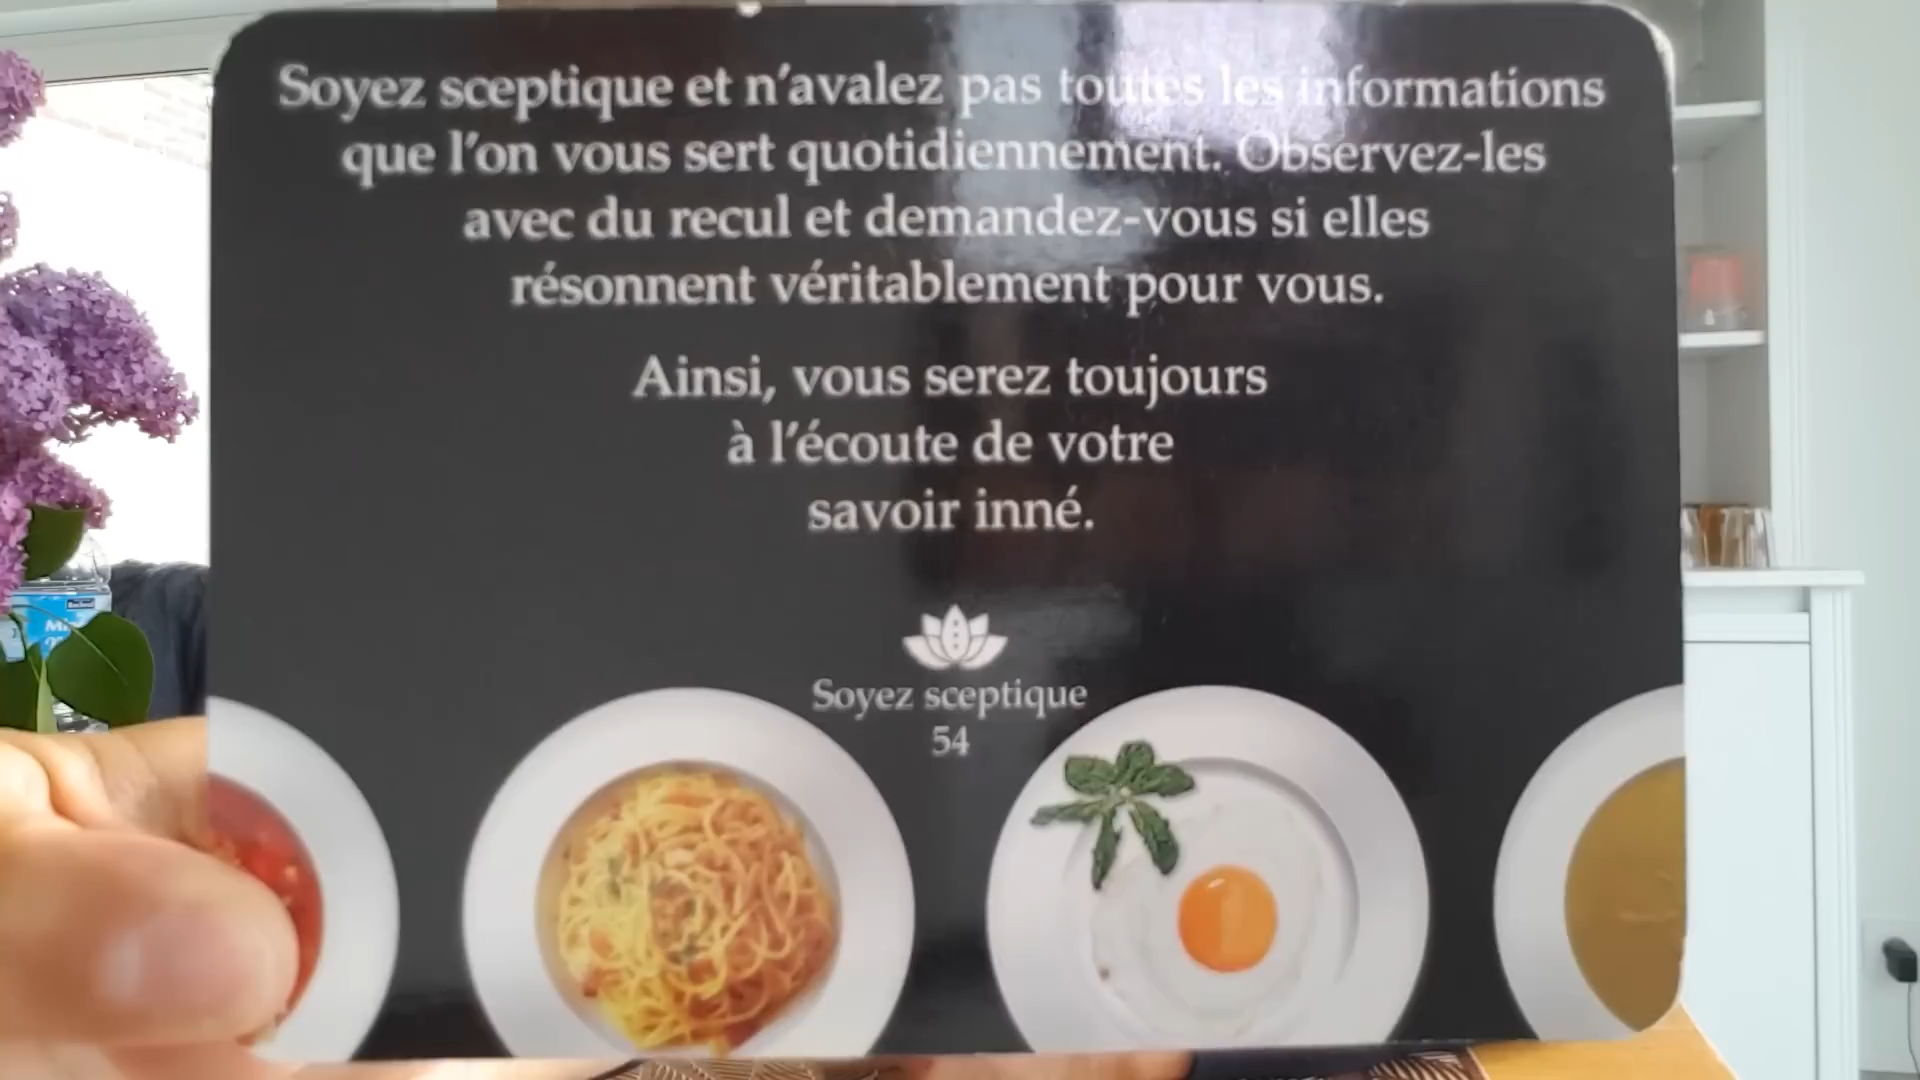 Soyez sceptique et n'avalez pas toutes les informations
que l'on vous sert quotidiennement. Observez-les
avec du recul et demandez-vous si elles
résonnent véritablement pour vous.
Ainsi, vous serez toujours
à l'écoute de votre
savoir inné.
Soyez sceptique
54